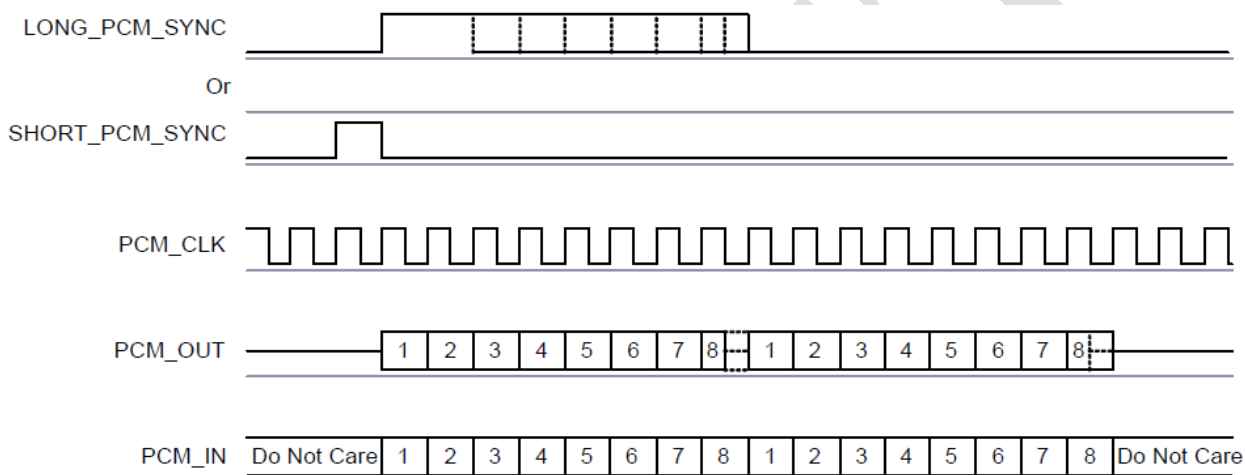 LONG_PCM_SYNC
Or
SHORT_PCM_SYNC
PCM_CLK
PCM_OUT 1 2 3 4 5 6 7 8 1 2 3 4 5 6 7 8
PCM_IN Do Not Care 1 2 3 4 5 6 7 8 1 2 3 4 5 6 7 8 Do Not Care